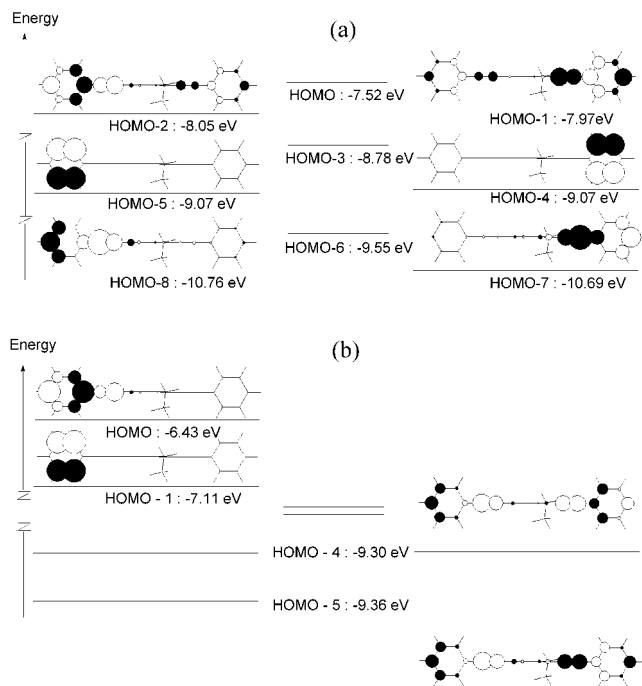 Energy
(a)
HOMO-2 : -8.05 eV
HOMO : -7.52 eV
HOMO-1 : -7.97 eV
HOMO-3 : -8.78 eV
HOMO-5 : -9.07 eV
HOMO-4 : -9.07 eV
HOMO-6 : -9.55 eV
HOMO-8 : -10.76 eV
HOMO-7 : -10.69 eV
Energy
(b)
HOMO : -6.43 eV
HOMO - 1 : -7.11 eV
HOMO - 4 : -9.30 eV
HOMO - 5 : -9.36 eV